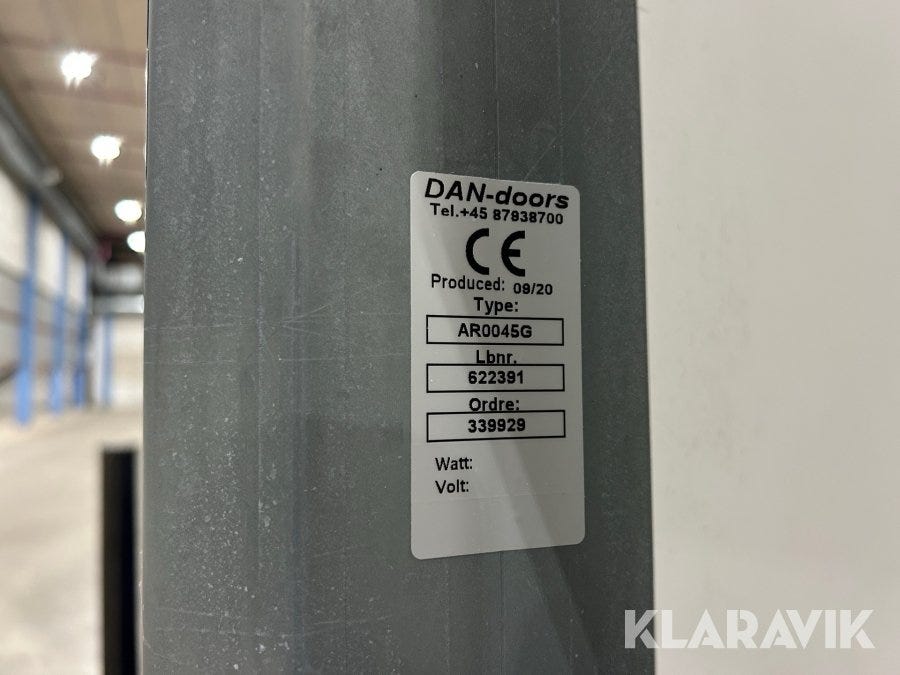 DAN-doors
Tel.+45 87938700
CE
Produced: 09/20
Type:
AR0045G
Lbnr.
622391
Ordre:
339929
Watt:
Volt:
KLARAVIK